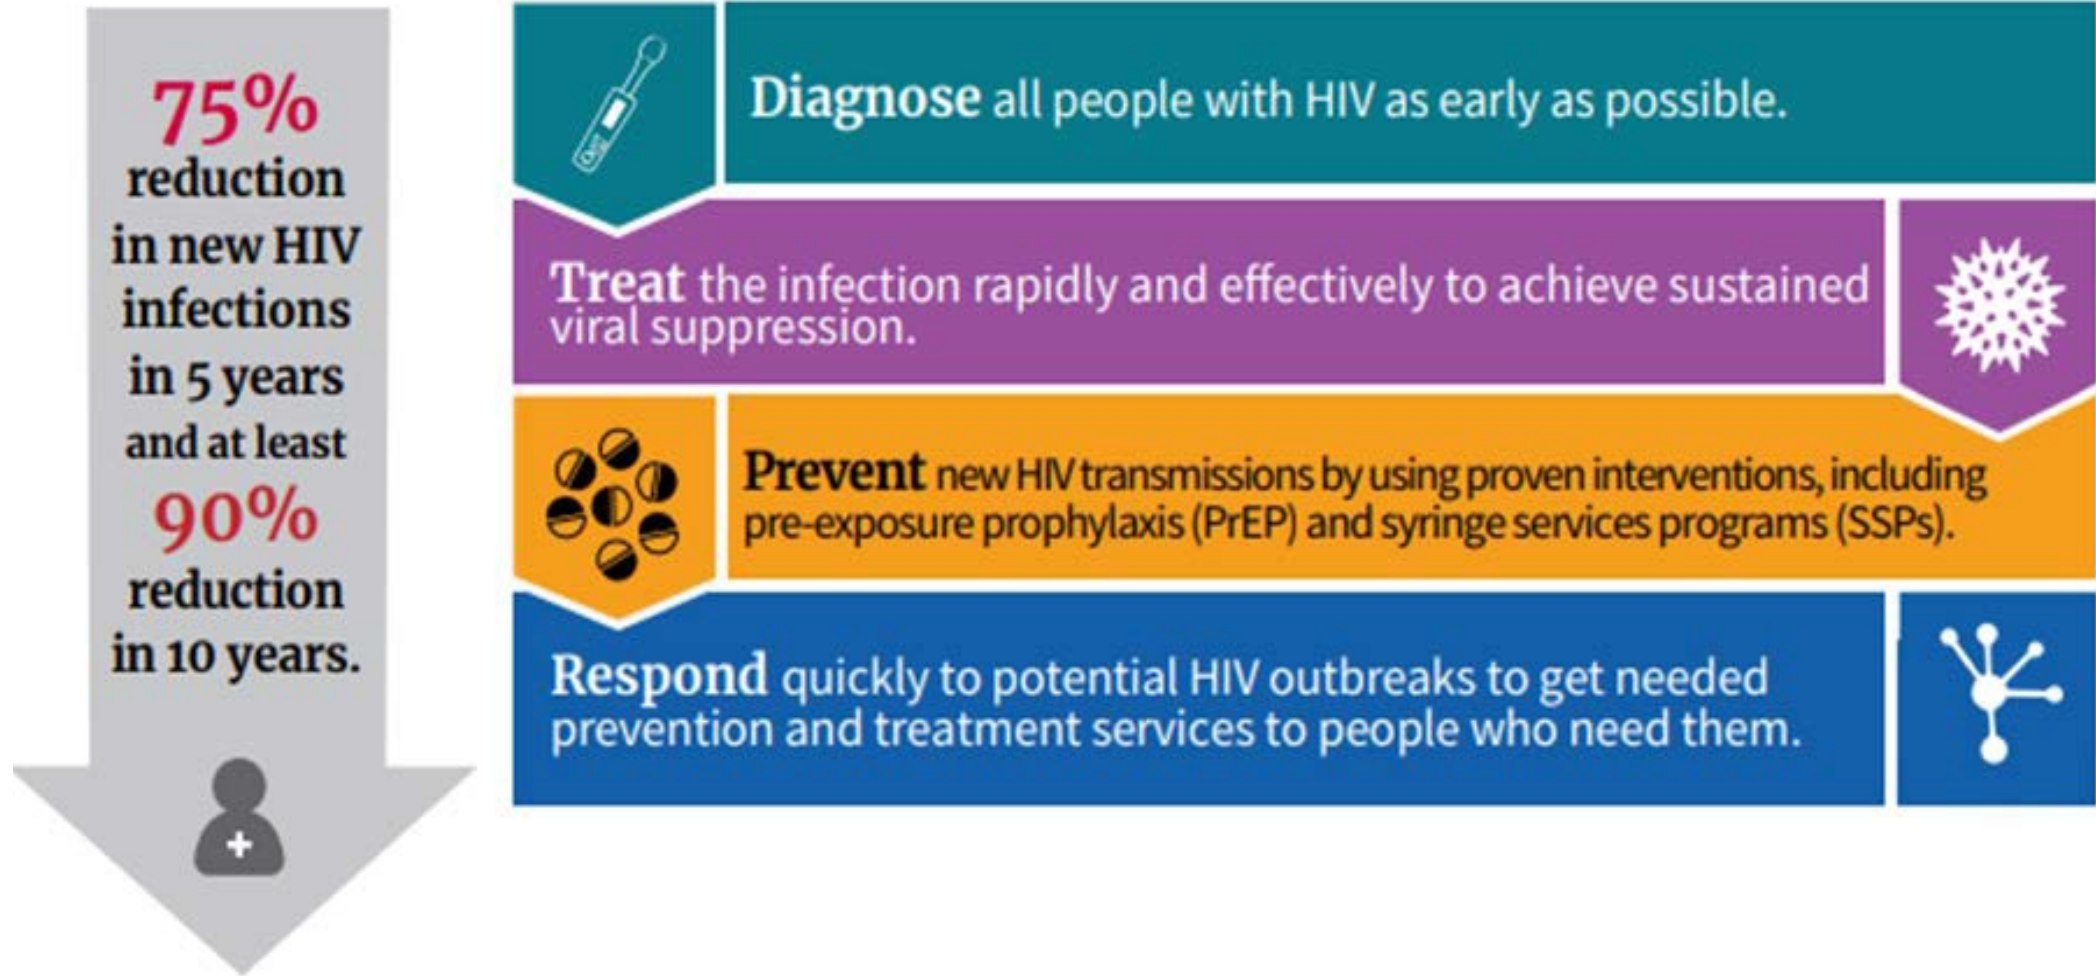 75%
reduction
in new HIV
infections
in 5 years
and at least
90%
reduction
in 10 years.
Diagnose all people with HIV as early as possible.
Treat the infection rapidly and effectively to achieve sustained
viral suppression.
Prevent new HIV transmissions by using proven interventions, including
pre-exposure prophylaxis (PrEP) and syringe services programs (SSPs).
Respond quickly to potential HIV outbreaks to get needed
prevention and treatment services to people who need them.